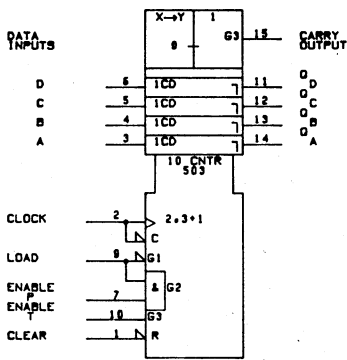 X→Y 1
DATA INPUTS 0 G3 15 CARRY OUTPUT
D 6 1CD 11 QD
C 5 1CD 12 QC
B 4 1CD 13 QB
A 3 1CD 14 QA
10 CNTR
503
CLOCK 2 2.3+1
C
LOAD 9 G1
ENABLE P 7 & G2
ENABLE T 10 G3
CLEAR 1 R